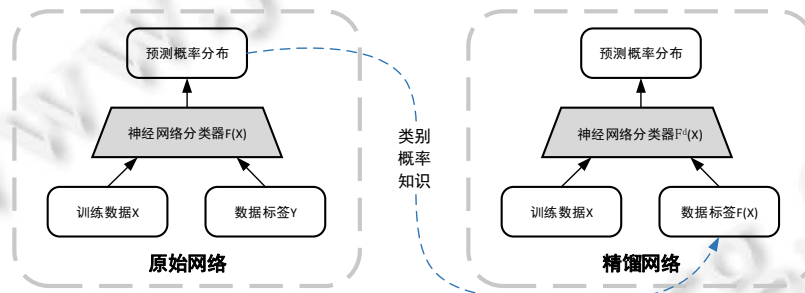 预测概率分布
神经网络分类器F(X)
训练数据X
数据标签Y
原始网络
类别
概率
知识
预测概率分布
神经网络分类器Fᵈ(X)
训练数据X
数据标签F(X)
精馏网络